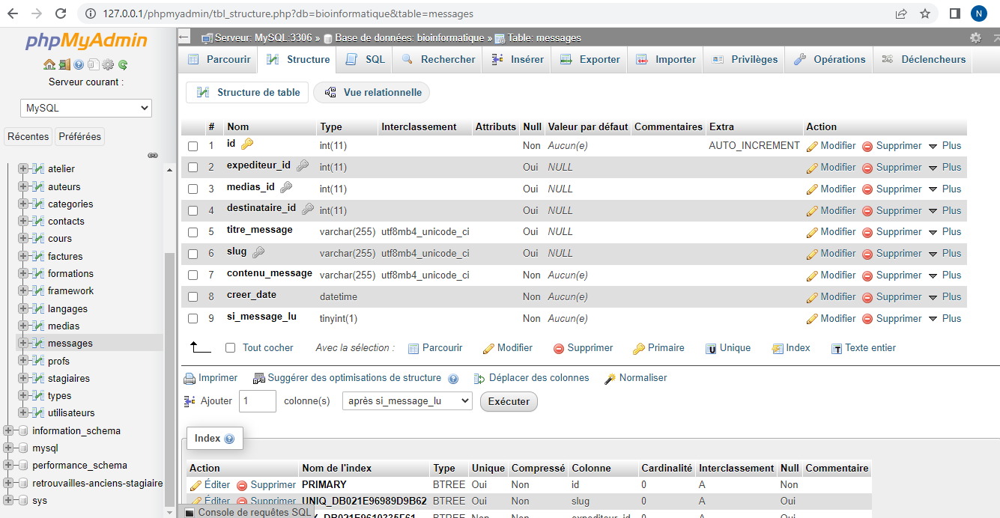 127.0.0.1/phpmyadmin/tbl_structure.php?db=bioinformatique&table=messages
N
phpMyAdmin
Serveur courant :
MySQL
Récentes Préférées
atelier
auteurs
categories
contacts
cours
factures
formations
framework
langages
medias
messages
profs
stagiaires
types
utilisateurs
information_schema
mysql
performance_schema
retrouvailles-anciens-stagiaire
sys
Serveur: MySQL:3306 » Base de données: bioinformatique » Table: messages
Parcourir Structure SQL Rechercher Insérer Exporter Importer Privilèges Opérations Déclencheurs
Structure de table Vue relationnelle
# Nom Type Interclassement Attributs Null Valeur par défaut Commentaires Extra Action
1 id int(11) Non Aucun(e) AUTO_INCREMENT Modifier Supprimer Plus
2 expediteur_id int(11) Oui NULL Modifier Supprimer Plus
3 medias_id int(11) Oui NULL Modifier Supprimer Plus
4 destinataire_id int(11) Oui NULL Modifier Supprimer Plus
5 titre_message varchar(255) utf8mb4_unicode_ci Oui NULL Modifier Supprimer Plus
6 slug varchar(255) utf8mb4_unicode_ci Oui NULL Modifier Supprimer Plus
7 contenu_message varchar(255) utf8mb4_unicode_ci Non Aucun(e) Modifier Supprimer Plus
8 creer_date datetime Non Aucun(e) Modifier Supprimer Plus
9 si_message_lu tinyint(1) Non Aucun(e) Modifier Supprimer Plus
Tout cocher Avec la sélection : Parcourir Modifier Supprimer Primaire Unique Index Texte entier
Imprimer Suggérer des optimisations de structure Déplacer des colonnes Normaliser
Ajouter 1 colonne(s) après si_message_lu Exécuter
Index
Action Nom de l'index Type Unique Compressé Colonne Cardinalité Interclassement Null Commentaire
Éditer Supprimer PRIMARY BTREE Oui Non id 0 A Non
Éditer Supprimer UNIQ_DB021E96989D9B62 BTREE Oui Non slug 0 A Oui
Console de requêtes SQL
BTREE Non Non expediteur_id 0 A Oui